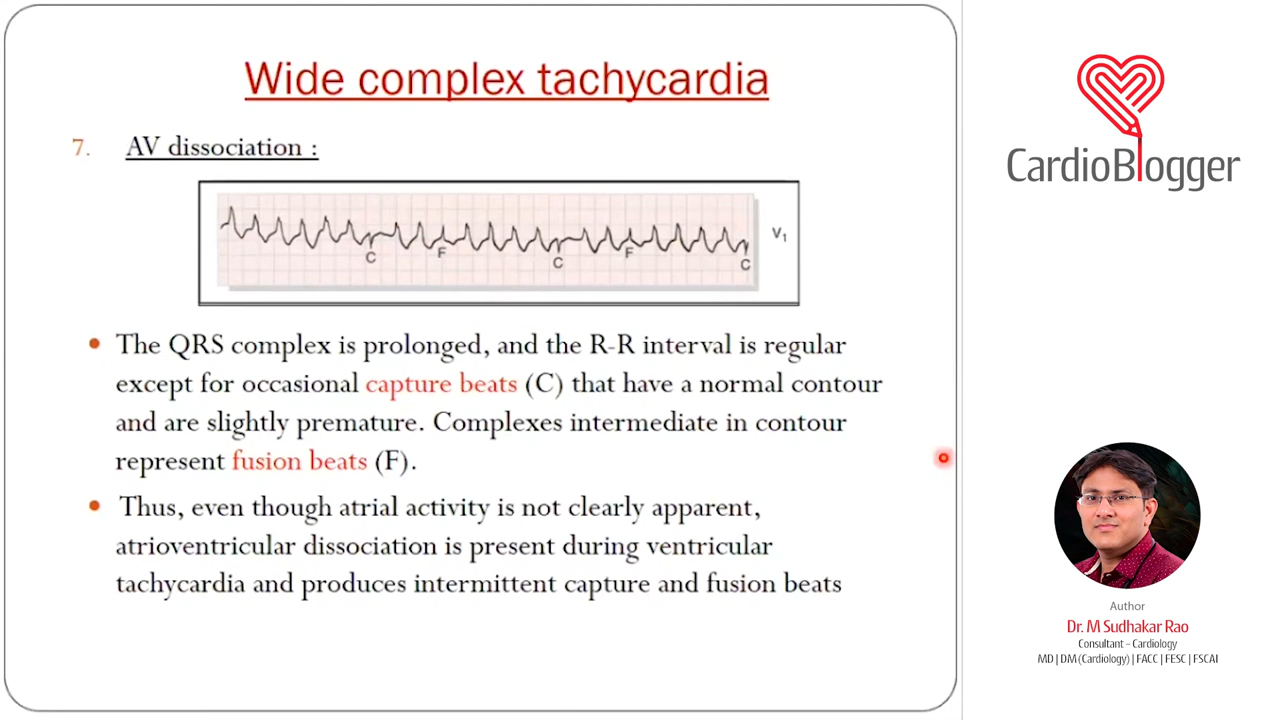 Wide complex tachycardia
7. AV dissociation :
V1
C
F
C
F
C
• The QRS complex is prolonged, and the R-R interval is regular
except for occasional capture beats (C) that have a normal contour
and are slightly premature. Complexes intermediate in contour
represent fusion beats (F).
• Thus, even though atrial activity is not clearly apparent,
atrioventricular dissociation is present during ventricular
tachycardia and produces intermittent capture and fusion beats
CardioBlogger
Author
Dr. M Sudhakar Rao
Consultant – Cardiology
MD | DM (Cardiology) | FACC | FESC | FSCAI